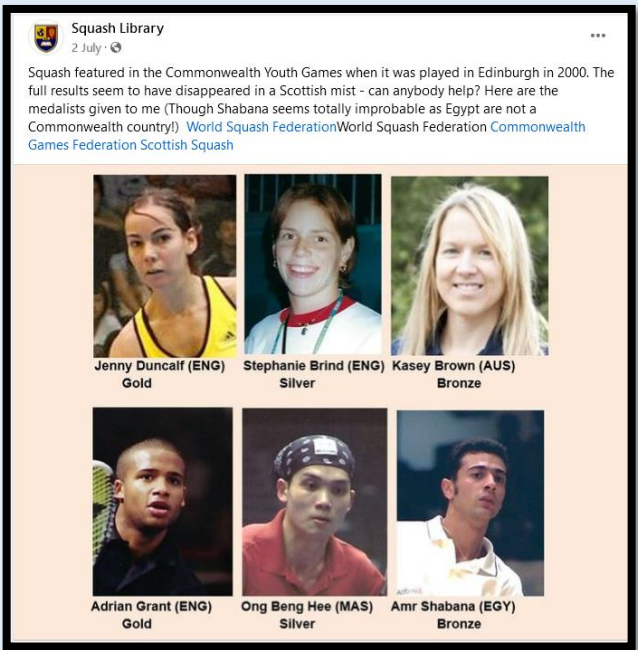 Squash Library
2 July ·
Squash featured in the Commonwealth Youth Games when it was played in Edinburgh in 2000. The
full results seem to have disappeared in a Scottish mist - can anybody help? Here are the
medalists given to me (Though Shabana seems totally improbable as Egypt are not a
Commonwealth country!) World Squash FederationWorld Squash Federation Commonwealth
Games Federation Scottish Squash
Jenny Duncalf (ENG) Stephanie Brind (ENG) Kasey Brown (AUS)
Gold Silver Bronze
Adrian Grant (ENG) Ong Beng Hee (MAS) Amr Shabana (EGY)
Gold Silver Bronze